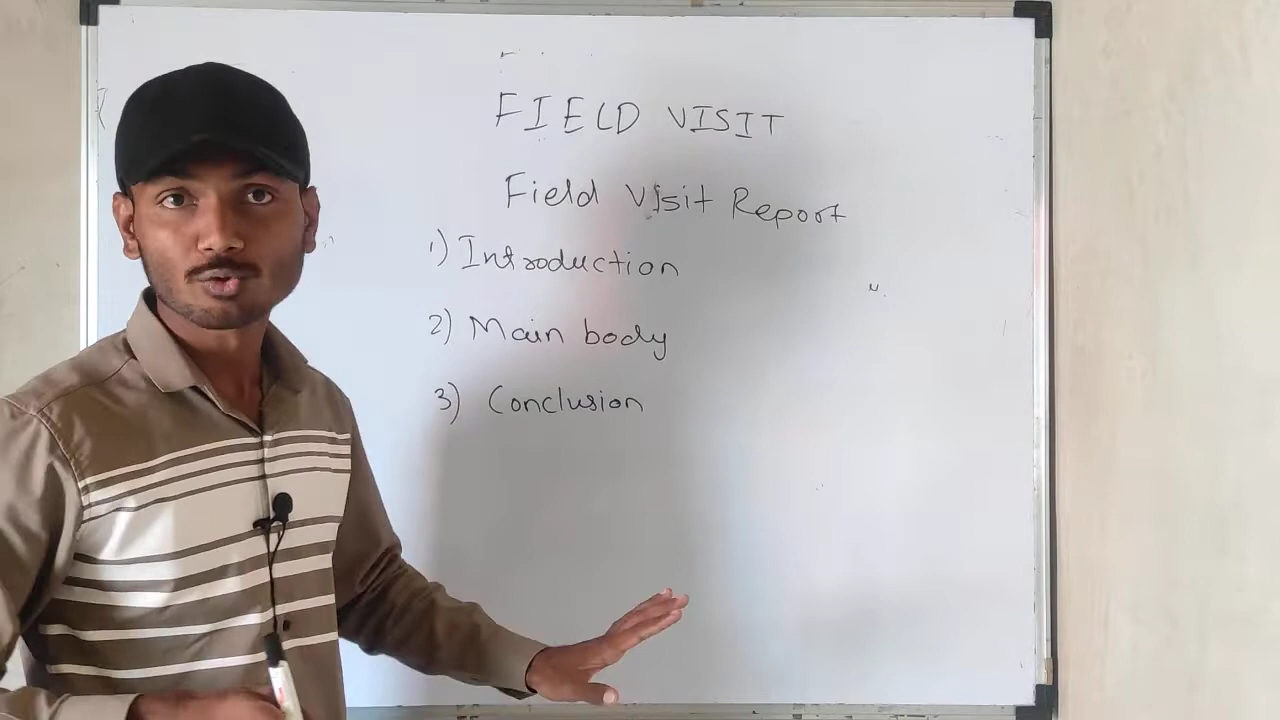 FIELD VISIT
Field Visit Report
1) Introduction
2) Main body
3) Conclusion